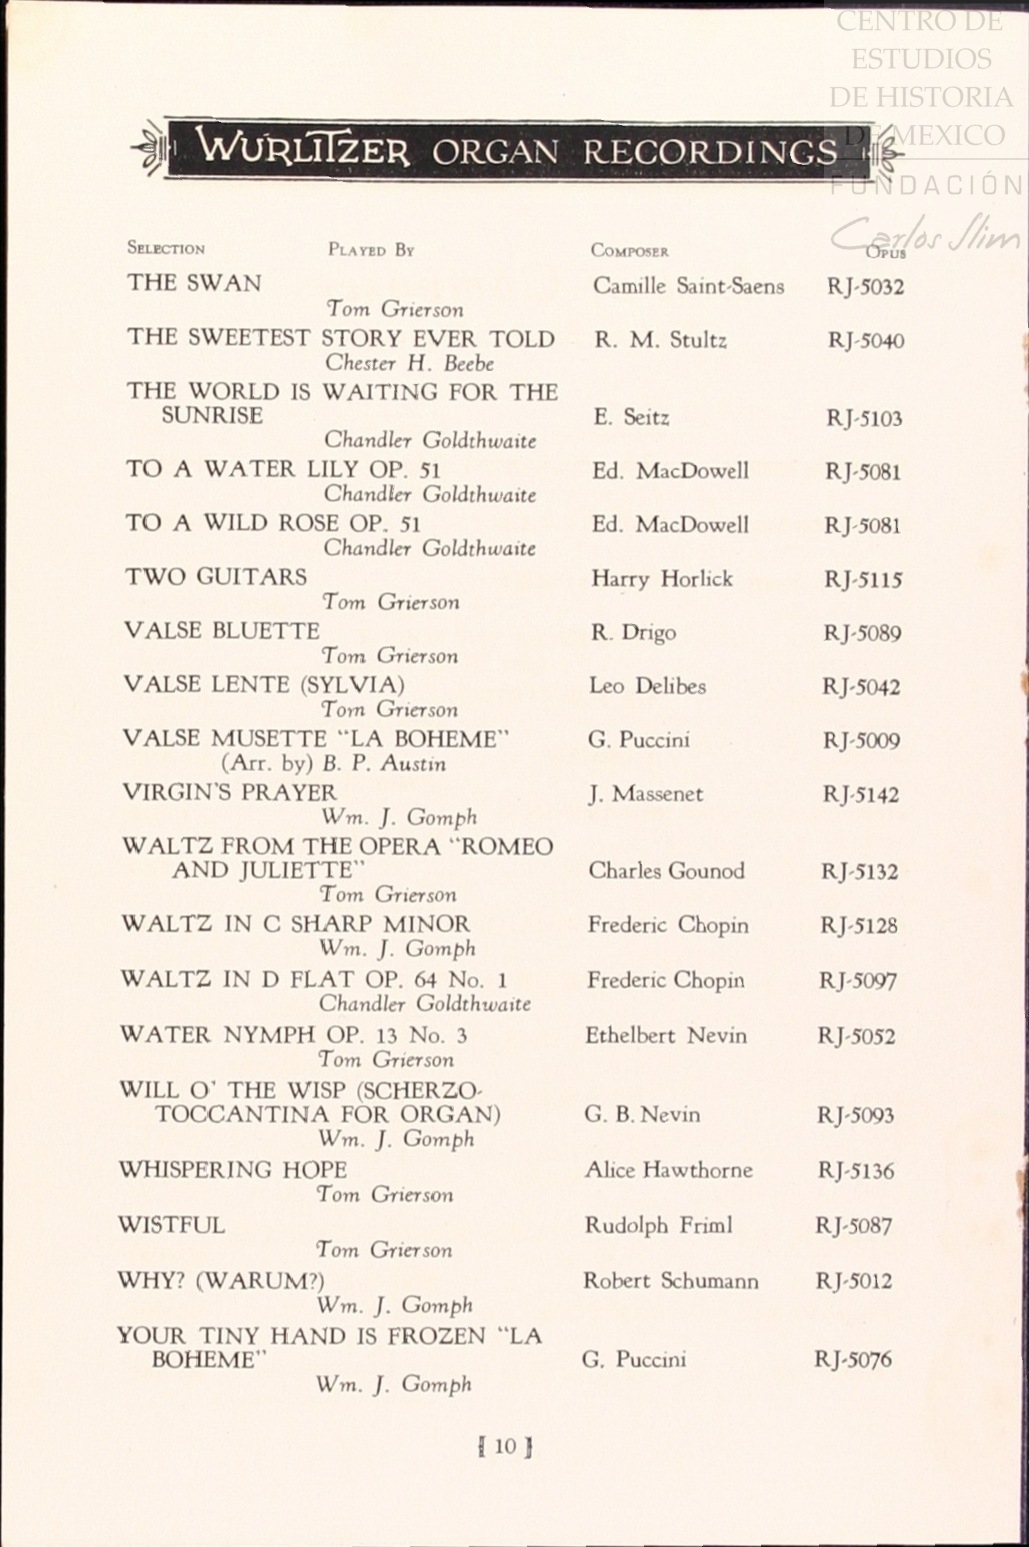 CENTRO DE
ESTUDIOS
DE HISTORIA
DE MEXICO
FUNDACIÓN
Carlos Slim
WURLITZER ORGAN RECORDINGS
SELECTION PLAYED BY COMPOSER OPUS
THE SWAN Camille Saint-Saens RJ-5032
Tom Grierson
THE SWEETEST STORY EVER TOLD R. M. Stultz RJ-5040
Chester H. Beebe
THE WORLD IS WAITING FOR THE
SUNRISE E. Seitz RJ-5103
Chandler Goldthwaite
TO A WATER LILY OP. 51 Ed. MacDowell RJ-5081
Chandler Goldthwaite
TO A WILD ROSE OP. 51 Ed. MacDowell RJ-5081
Chandler Goldthwaite
TWO GUITARS Harry Horlick RJ-5115
Tom Grierson
VALSE BLUETTE R. Drigo RJ-5089
Tom Grierson
VALSE LENTE (SYLVIA) Leo Delibes RJ-5042
Tom Grierson
VALSE MUSETTE "LA BOHEME" G. Puccini RJ-5009
(Arr. by) B. P. Austin
VIRGIN'S PRAYER J. Massenet RJ-5142
Wm. J. Gomph
WALTZ FROM THE OPERA "ROMEO
AND JULIETTE" Charles Gounod RJ-5132
Tom Grierson
WALTZ IN C SHARP MINOR Frederic Chopin RJ-5128
Wm. J. Gomph
WALTZ IN D FLAT OP. 64 No. 1 Frederic Chopin RJ-5097
Chandler Goldthwaite
WATER NYMPH OP. 13 No. 3 Ethelbert Nevin RJ-5052
Tom Grierson
WILL O' THE WISP (SCHERZO-
TOCCANTINA FOR ORGAN) G. B. Nevin RJ-5093
Wm. J. Gomph
WHISPERING HOPE Alice Hawthorne RJ-5136
Tom Grierson
WISTFUL Rudolph Friml RJ-5087
Tom Grierson
WHY? (WARUM?) Robert Schumann RJ-5012
Wm. J. Gomph
YOUR TINY HAND IS FROZEN "LA
BOHEME" G. Puccini RJ-5076
Wm. J. Gomph
[ 10 ]